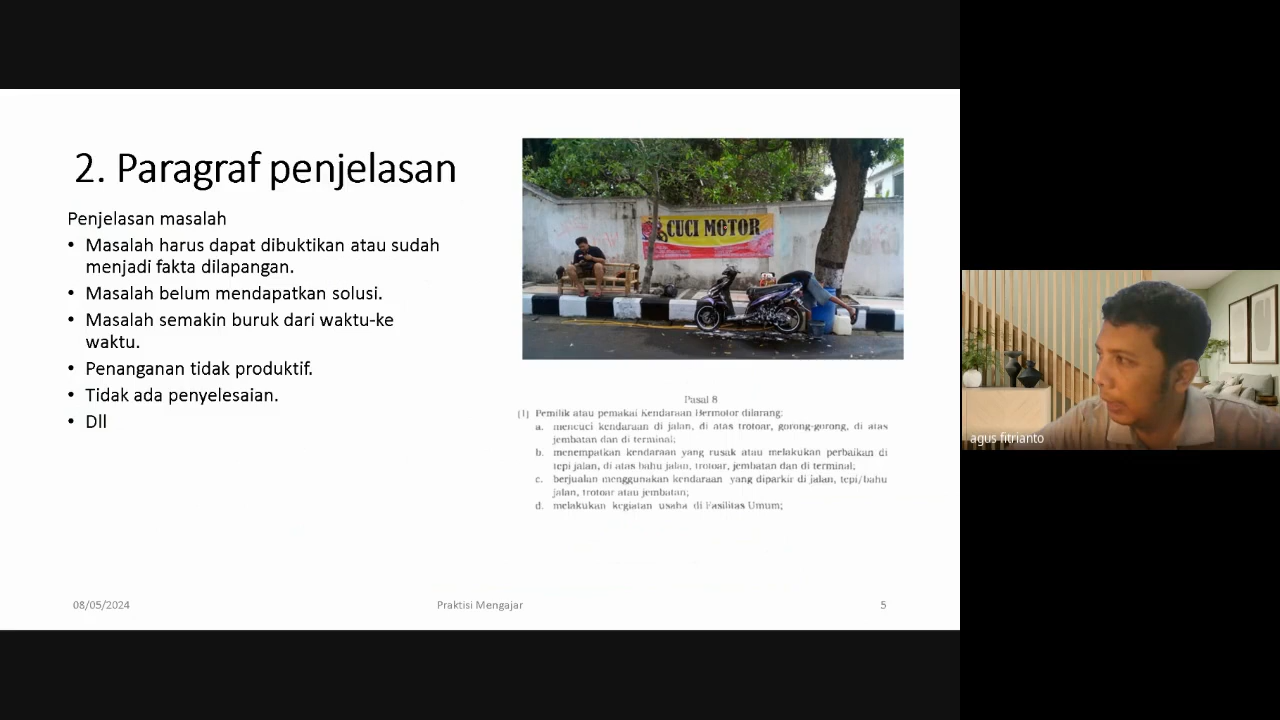 2. Paragraf penjelasan
Penjelasan masalah
• Masalah harus dapat dibuktikan atau sudah
menjadi fakta dilapangan.
• Masalah belum mendapatkan solusi.
• Masalah semakin buruk dari waktu-ke
waktu.
• Penanganan tidak produktif.
• Tidak ada penyelesaian.
• Dll
CUCI MOTOR
Pasal 8
(1) Pemilik atau pemakai Kendaraan Bermotor dilarang:
a. mencuci kendaraan di jalan, di atas trotoar, gorong-gorong, di atas
jembatan dan di terminal;
b. menempatkan kendaraan yang rusak atau melakukan perbaikan di
tepi jalan, di atas bahu jalan, trotoar, jembatan dan di terminal;
c. berjualan menggunakan kendaraan yang diparkir di jalan, tepi/bahu
jalan, trotoar atau jembatan;
d. melakukan kegiatan usaha di Fasilitas Umum;
08/05/2024
Praktisi Mengajar
5
agus fitrianto